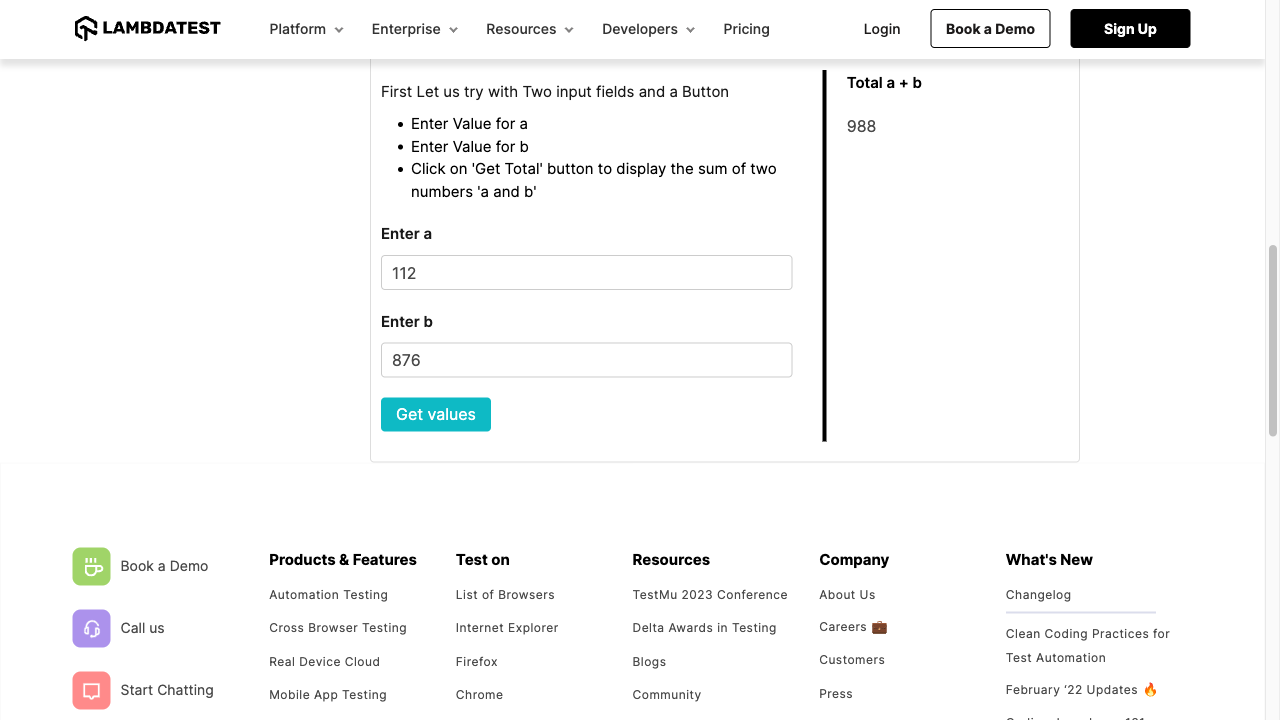 LAMBDATEST
Platform
Enterprise
Resources
Developers
Pricing
Login
Book a Demo
Sign Up
First Let us try with Two input fields and a Button
• Enter Value for a
• Enter Value for b
• Click on 'Get Total' button to display the sum of two
numbers 'a and b'
Enter a
112
Enter b
876
Get values
Total a + b
988
Book a Demo
Call us
Start Chatting
Products & Features
Automation Testing
Cross Browser Testing
Real Device Cloud
Mobile App Testing
Test on
List of Browsers
Internet Explorer
Firefox
Chrome
Resources
TestMu 2023 Conference
Delta Awards in Testing
Blogs
Community
Company
About Us
Careers 💼
Customers
Press
What's New
Changelog
Clean Coding Practices for
Test Automation
February '22 Updates 🔥